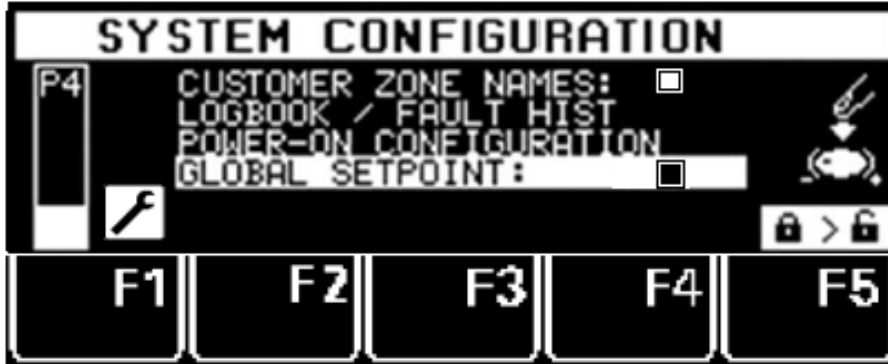 SYSTEM CONFIGURATION
P4
CUSTOMER ZONE NAMES:
LOGBOOK / FAULT HIST
POWER-ON CONFIGURATION
GLOBAL SETPOINT:
>
F1 F2 F3 F4 F5